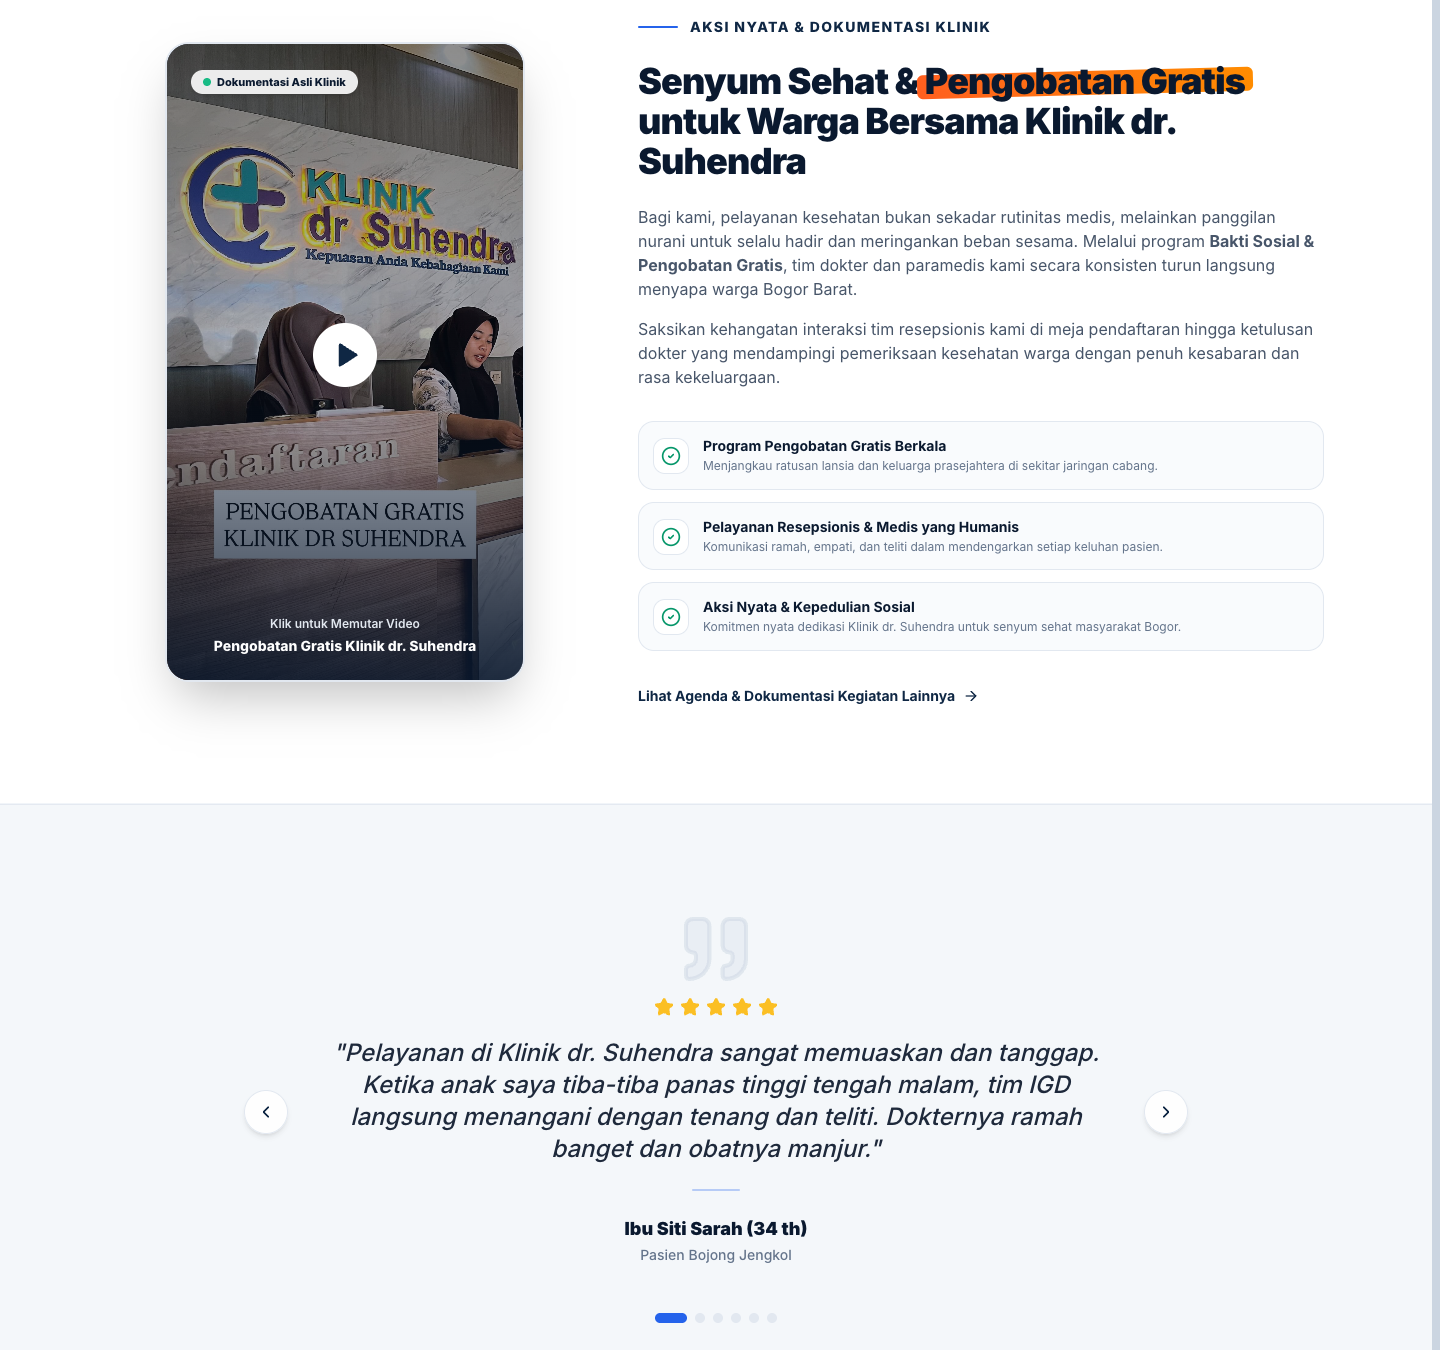 AKSI NYATA & DOKUMENTASI KLINIK
Senyum Sehat & Pengobatan Gratis
untuk Warga Bersama Klinik dr.
Suhendra
Bagi kami, pelayanan kesehatan bukan sekadar rutinitas medis, melainkan panggilan
nurani untuk selalu hadir dan meringankan beban sesama. Melalui program Bakti Sosial &
Pengobatan Gratis, tim dokter dan paramedis kami secara konsisten turun langsung
menyapa warga Bogor Barat.
Saksikan kehangatan interaksi tim resepsionis kami di meja pendaftaran hingga ketulusan
dokter yang mendampingi pemeriksaan kesehatan warga dengan penuh kesabaran dan
rasa kekeluargaan.
Program Pengobatan Gratis Berkala
Menjangkau ratusan lansia dan keluarga prasejahtera di sekitar jaringan cabang.
Pelayanan Resepsionis & Medis yang Humanis
Komunikasi ramah, empati, dan teliti dalam mendengarkan setiap keluhan pasien.
Aksi Nyata & Kepedulian Sosial
Komitmen nyata dedikasi Klinik dr. Suhendra untuk senyum sehat masyarakat Bogor.
Lihat Agenda & Dokumentasi Kegiatan Lainnya
Dokumentasi Asli Klinik
KLINIK
dr Suhendra
Kepuasan Anda Kebahagiaan Kami
endaftaran
PENGOBATAN GRATIS
KLINIK DR SUHENDRA
Klik untuk Memutar Video
Pengobatan Gratis Klinik dr. Suhendra
"Pelayanan di Klinik dr. Suhendra sangat memuaskan dan tanggap.
Ketika anak saya tiba-tiba panas tinggi tengah malam, tim IGD
langsung menangani dengan tenang dan teliti. Dokternya ramah
banget dan obatnya manjur."
Ibu Siti Sarah (34 th)
Pasien Bojong Jengkol